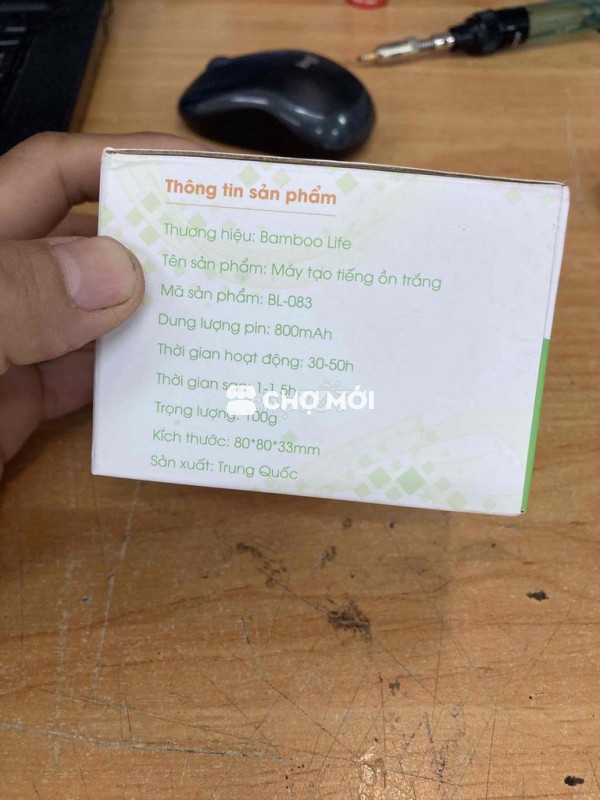 Thông tin sản phẩm
Thương hiệu: Bamboo Life
Tên sản phẩm: Máy tạo tiếng ồn trắng
Mã sản phẩm: BL-083
Dung lượng pin: 800mAh
Thời gian hoạt động: 30-50h
Thời gian sạc: 1-1.5h
CHỢ MỚI
Trọng lượng: 100g
Kích thước: 80*80*33mm
Sản xuất: Trung Quốc